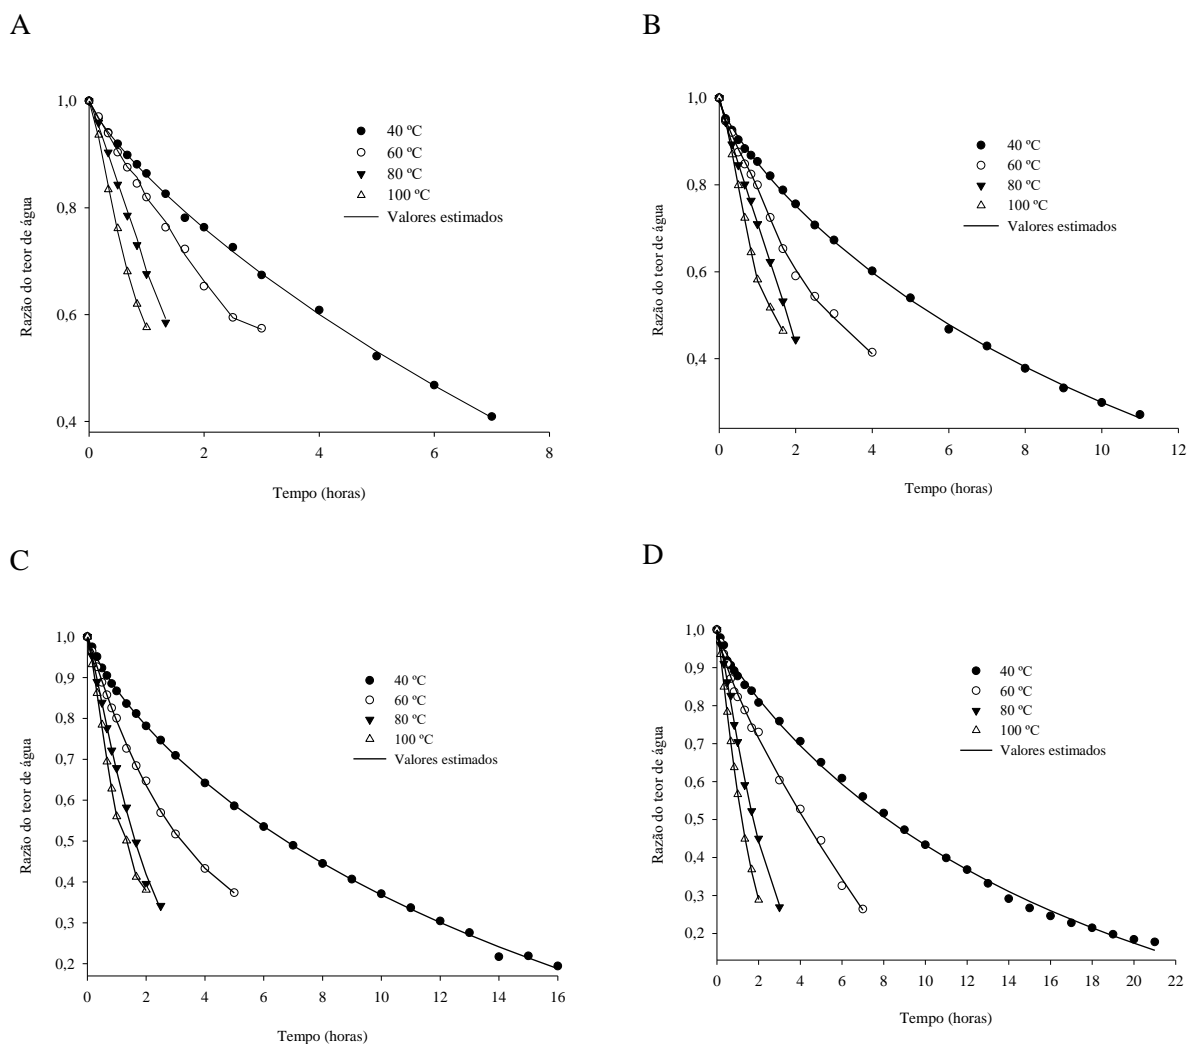 A
Razão do teor de água
1,0
0,8
0,6
0,4
40 ºC
60 ºC
80 ºC
100 ºC
Valores estimados
0 2 4 6 8
Tempo (horas)
B
Razão do teor de água
1,0
0,8
0,6
0,4
40 ºC
60 ºC
80 ºC
100 ºC
Valores estimados
0 2 4 6 8 10 12
Tempo (horas)
C
Razão do teor de água
1,0
0,9
0,8
0,7
0,6
0,5
0,4
0,3
0,2
40 ºC
60 ºC
80 ºC
100 ºC
Valores estimados
0 2 4 6 8 10 12 14 16
Tempo (horas)
D
Razão do teor de água
1,0
0,9
0,8
0,7
0,6
0,5
0,4
0,3
0,2
40 ºC
60 ºC
80 ºC
100 ºC
Valores estimados
0 2 4 6 8 10 12 14 16 18 20 22
Tempo (horas)